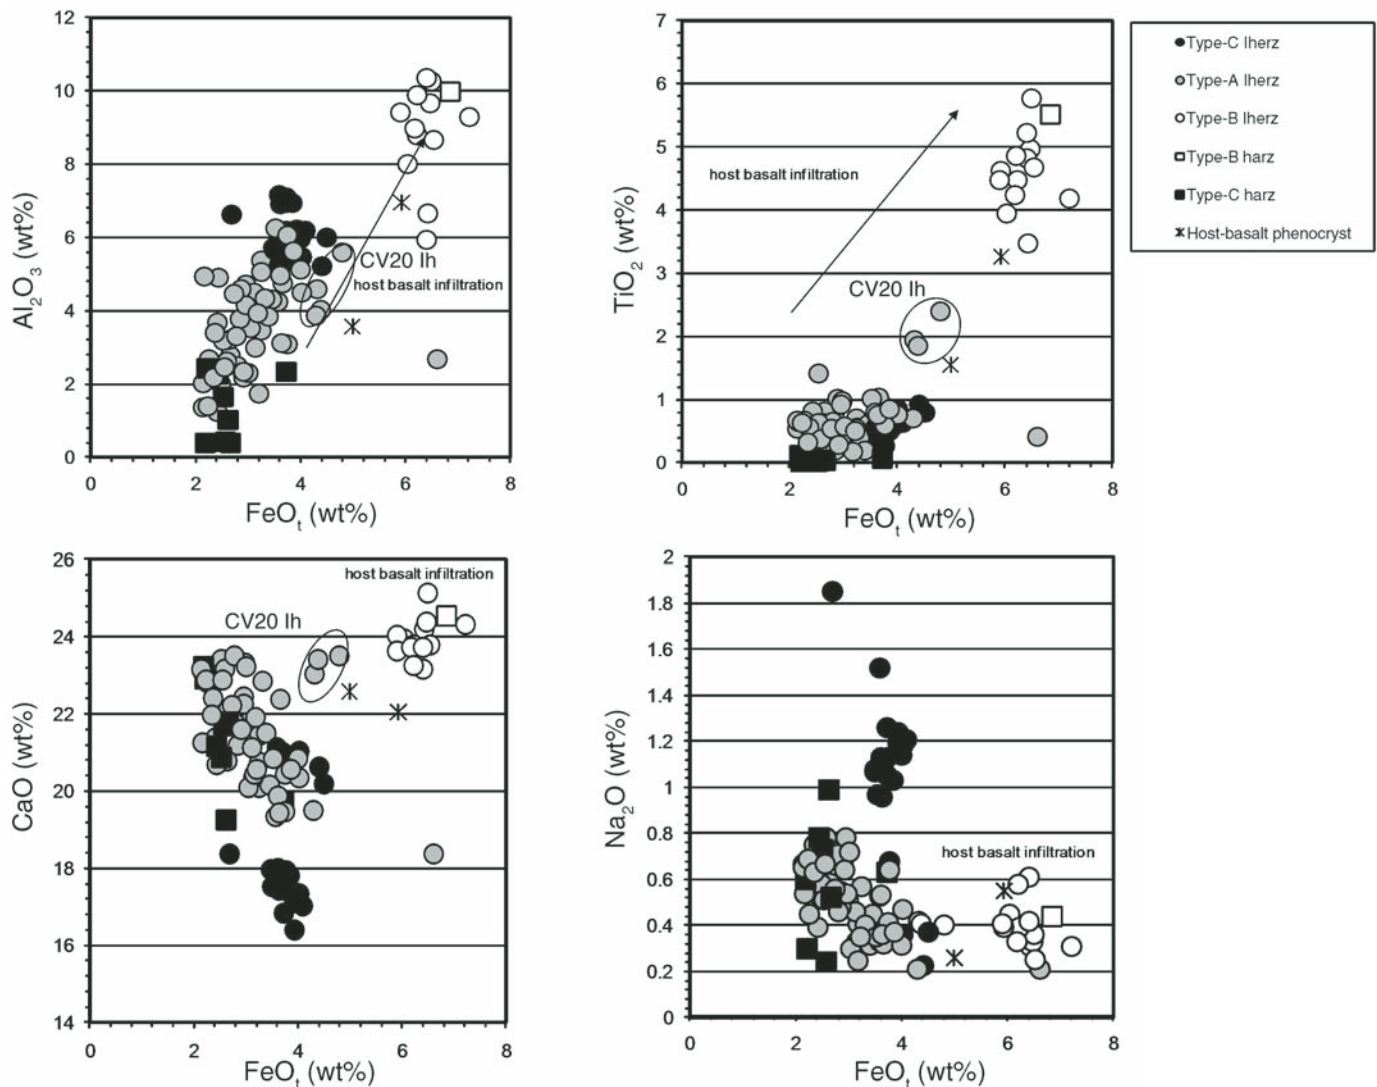 12
10
8
6
4
2
0
Al₂O₃ (wt%)
CV20 lh
host basalt infiltration
0 2 4 6 8
FeOₜ (wt%)
7
6
5
4
3
2
1
0
TiO₂ (wt%)
host basalt infiltration
CV20 lh
0 2 4 6 8
FeOₜ (wt%)
Type-C lherz
Type-A lherz
Type-B lherz
Type-B harz
Type-C harz
Host-basalt phenocryst
26
24
22
20
18
16
14
CaO (wt%)
host basalt infiltration
CV20 lh
0 2 4 6 8
FeOₜ (wt%)
2
1.8
1.6
1.4
1.2
1
0.8
0.6
0.4
0.2
0
Na₂O (wt%)
host basalt infiltration
0 2 4 6 8
FeOₜ (wt%)